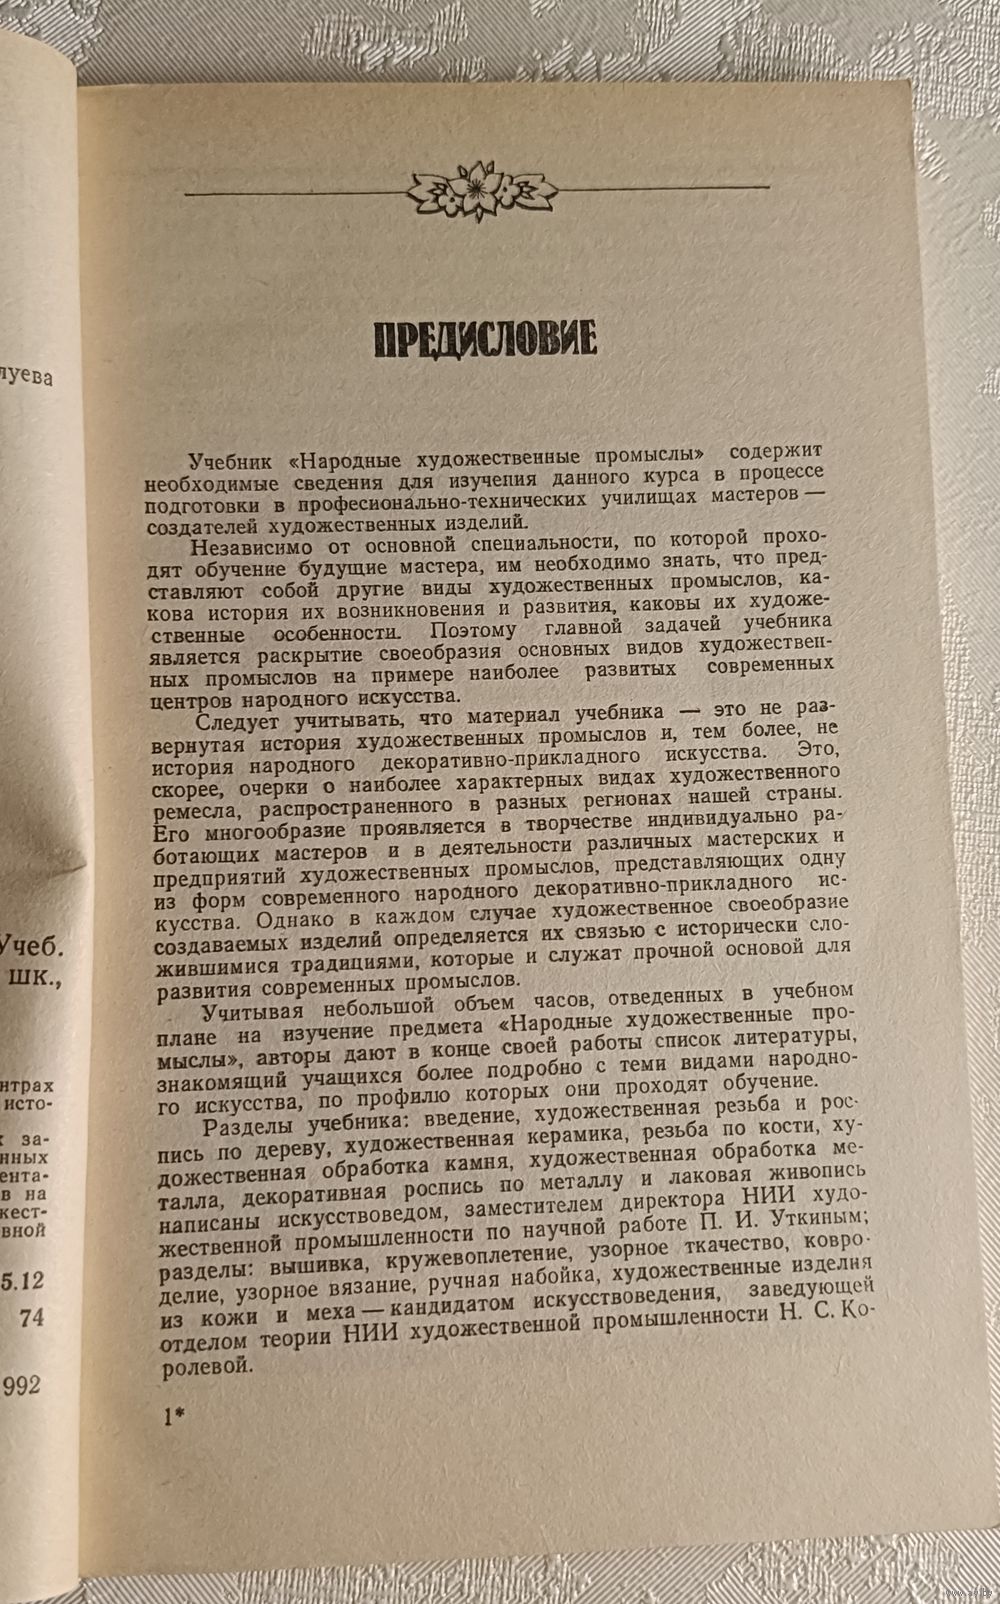 луева
Учеб.
шк.,
нтрах
исто-
за-
нных
ента-
в на
жест-
вной
5.12
74
992
ПРЕДИСЛОВИЕ
Учебник «Народные художественные промыслы» содержит
необходимые сведения для изучения данного курса в процессе
подготовки в професионально-технических училищах мастеров —
создателей художественных изделий.
Независимо от основной специальности, по которой прохо-
дят обучение будущие мастера, им необходимо знать, что пред-
ставляют собой другие виды художественных промыслов, ка-
кова история их возникновения и развития, каковы их художе-
ственные особенности. Поэтому главной задачей учебника
является раскрытие своеобразия основных видов художествен-
ных промыслов на примере наиболее развитых современных
центров народного искусства.
Следует учитывать, что материал учебника — это не раз-
вернутая история художественных промыслов и, тем более, не
история народного декоративно-прикладного искусства. Это,
скорее, очерки о наиболее характерных видах художественного
ремесла, распространенного в разных регионах нашей страны.
Его многообразие проявляется в творчестве индивидуально ра-
ботающих мастеров и в деятельности различных мастерских и
предприятий художественных промыслов, представляющих одну
из форм современного народного декоративно-прикладного ис-
кусства. Однако в каждом случае художественное своеобразие
создаваемых изделий определяется их связью с исторически сло-
жившимися традициями, которые и служат прочной основой для
развития современных промыслов.
Учитывая небольшой объем часов, отведенных в учебном
плане на изучение предмета «Народные художественные про-
мыслы», авторы дают в конце своей работы список литературы,
знакомящий учащихся более подробно с теми видами народно-
го искусства, по профилю которых они проходят обучение.
Разделы учебника: введение, художественная резьба и рос-
пись по дереву, художественная керамика, резьба по кости, ху-
дожественная обработка камня, художественная обработка ме-
талла, декоративная роспись по металлу и лаковая живопись
написаны искусствоведом, заместителем директора НИИ худо-
жественной промышленности по научной работе П. И. Уткиным;
разделы: вышивка, кружевоплетение, узорное ткачество, ковро-
делие, узорное вязание, ручная набойка, художественные изделия
из кожи и меха — кандидатом искусствоведения, заведующей
отделом теории НИИ художественной промышленности Н. С. Ко-
ролевой.
1*